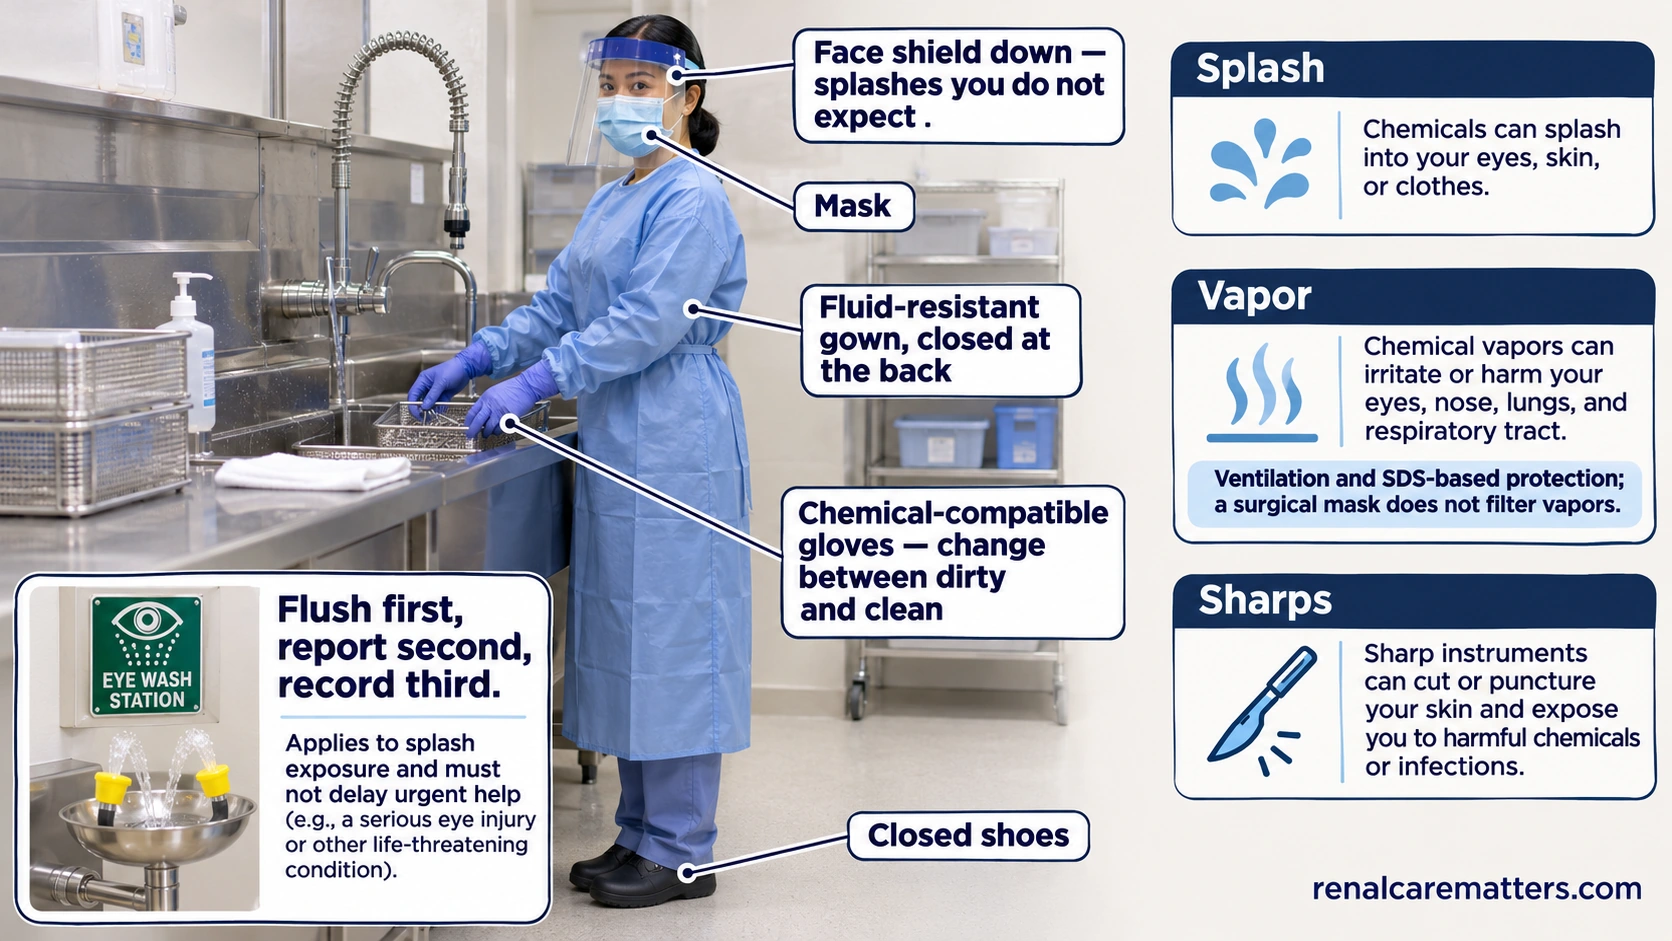 Face shield down —
splashes you do not
expect .
Mask
Fluid-resistant
gown, closed at
the back
Chemical-compatible
gloves — change
between dirty
and clean
Closed shoes
EYE WASH
STATION
Flush first,
report second,
record third.
Applies to splash
exposure and must
not delay urgent help
(e.g., a serious eye injury
or other life-threatening
condition).
Splash
Chemicals can splash
into your eyes, skin,
or clothes.
Vapor
Chemical vapors can
irritate or harm your
eyes, nose, lungs, and
respiratory tract.
Ventilation and SDS-based protection;
a surgical mask does not filter vapors.
Sharps
Sharp instruments
can cut or puncture
your skin and expose
you to harmful chemicals
or infections.
renalcarematters.com